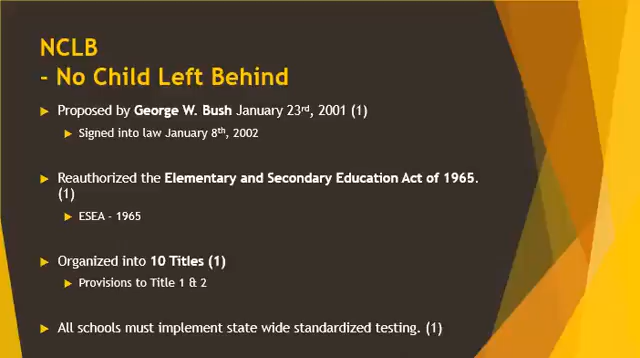 NCLB
- No Child Left Behind
Proposed by George W. Bush January 23rd, 2001 (1)
Signed into law January 8th, 2002
Reauthorized the Elementary and Secondary Education Act of 1965.
(1)
ESEA - 1965
Organized into 10 Titles (1)
Provisions to Title 1 & 2
All schools must implement state wide standardized testing. (1)